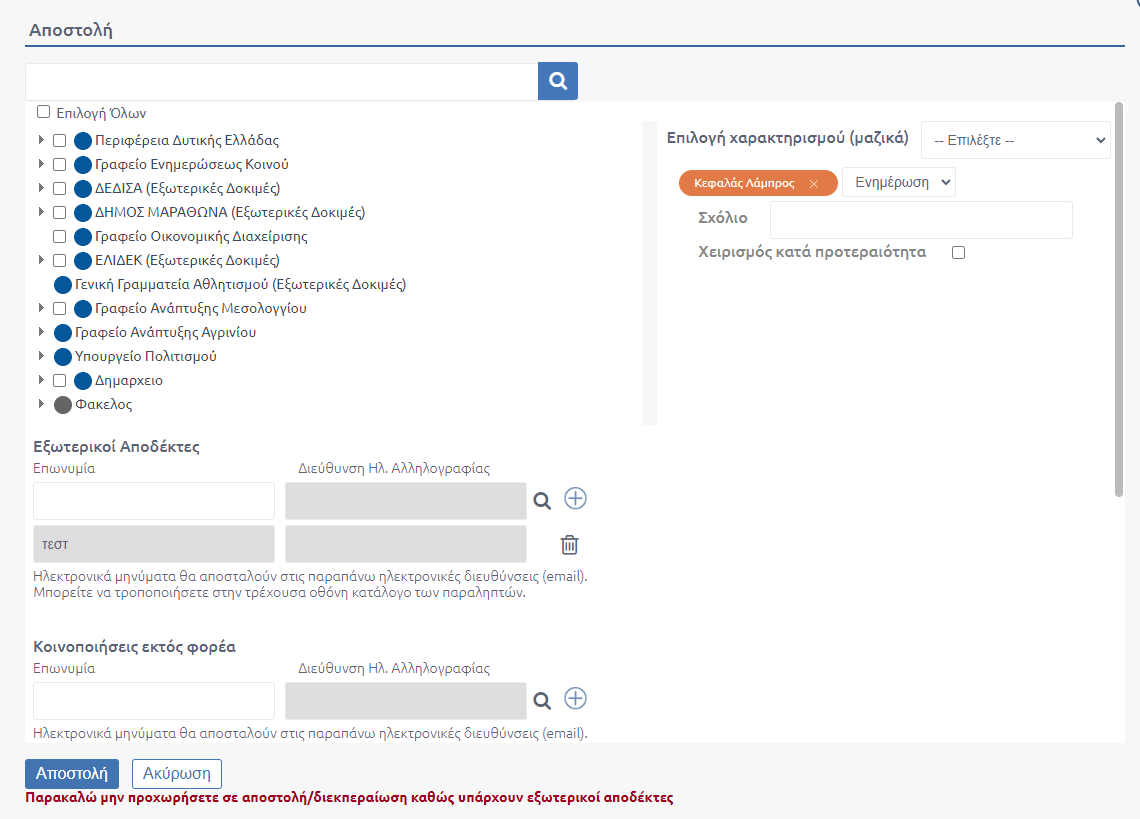 Αποστολή
Επιλογή Όλων
Περιφέρεια Δυτικής Ελλάδας
Γραφείο Ενημερώσεως Κοινού
ΔΕΔΙΣΑ (Εξωτερικές Δοκιμές)
ΔΗΜΟΣ ΜΑΡΑΘΩΝΑ (Εξωτερικές Δοκιμές)
Γραφείο Οικονομικής Διαχείρισης
ΕΛΙΔΕΚ (Εξωτερικές Δοκιμές)
Γενική Γραμματεία Αθλητισμού (Εξωτερικές Δοκιμές)
Γραφείο Ανάπτυξης Μεσολογγίου
Γραφείο Ανάπτυξης Αγρινίου
Υπουργείο Πολιτισμού
Δημαρχειο
Φακελος
Επιλογή χαρακτηρισμού (μαζικά) -- Επιλέξτε --
Κεφαλάς Λάμπρος × Ενημέρωση
Σχόλιο
Χειρισμός κατά προτεραιότητα
Εξωτερικοί Αποδέκτες
Επωνυμία Διεύθυνση Ηλ. Αλληλογραφίας
τεστ
Ηλεκτρονικά μηνύματα θα αποσταλούν στις παραπάνω ηλεκτρονικές διευθύνσεις (email).
Μπορείτε να τροποποιήσετε στην τρέχουσα οθόνη κατάλογο των παραληπτών.
Κοινοποιήσεις εκτός φορέα
Επωνυμία Διεύθυνση Ηλ. Αλληλογραφίας
Ηλεκτρονικά μηνύματα θα αποσταλούν στις παραπάνω ηλεκτρονικές διευθύνσεις (email).
Αποστολή Ακύρωση
Παρακαλώ μην προχωρήσετε σε αποστολή/διεκπεραίωση καθώς υπάρχουν εξωτερικοί αποδέκτες